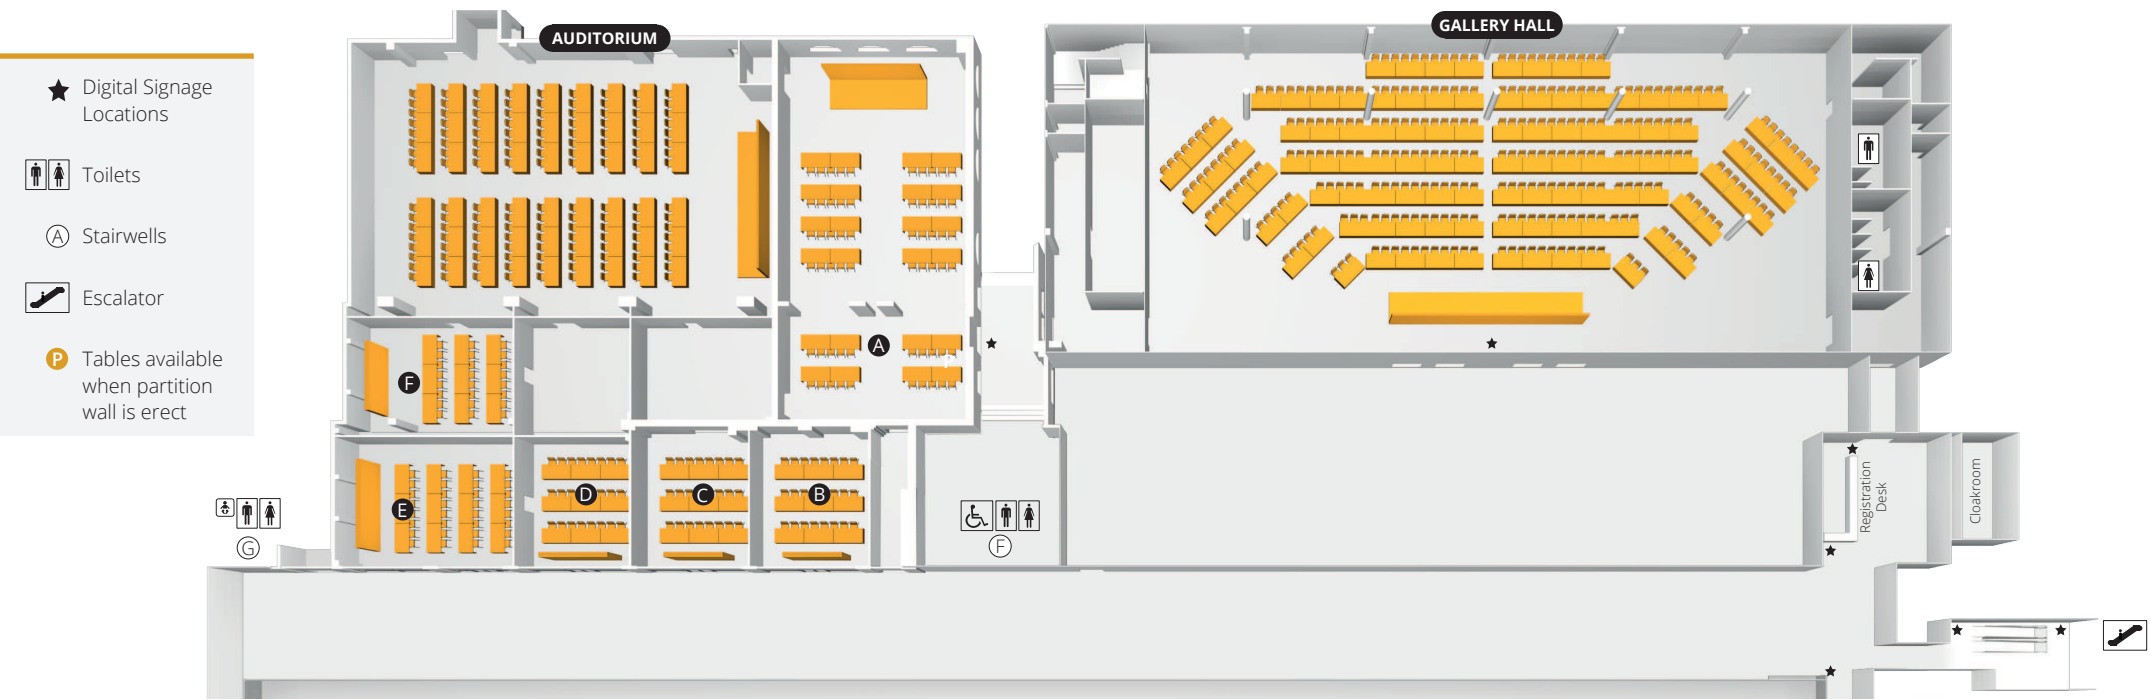 AUDITORIUM
GALLERY HALL
Digital Signage
Locations
Toilets
A Stairwells
Escalator
P Tables available
when partition
wall is erect
A
P
F
E
D
C
B
G
F
Registration
Desk
Cloakroom